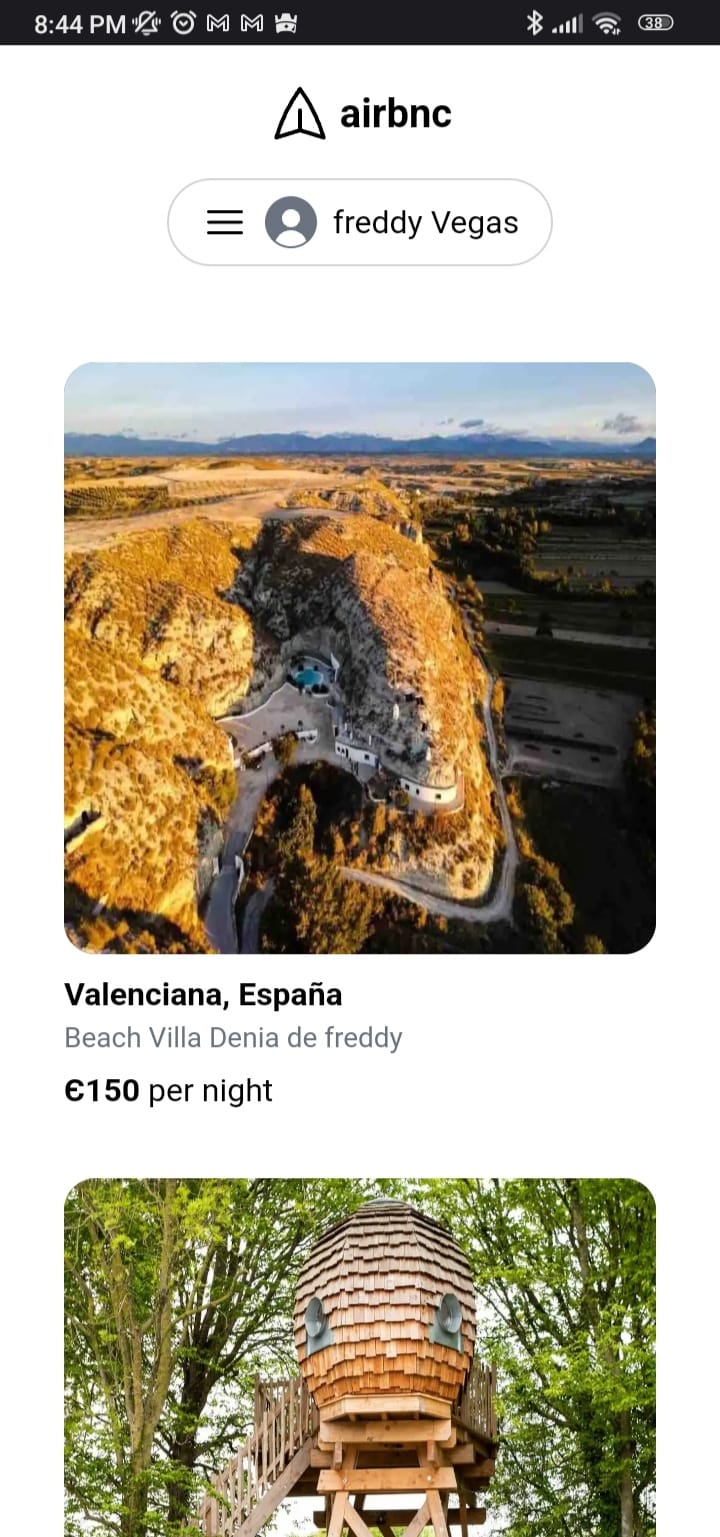 8:44 PM
38
airbnc
freddy Vegas
Valenciana, España
Beach Villa Denia de freddy
€150 per night